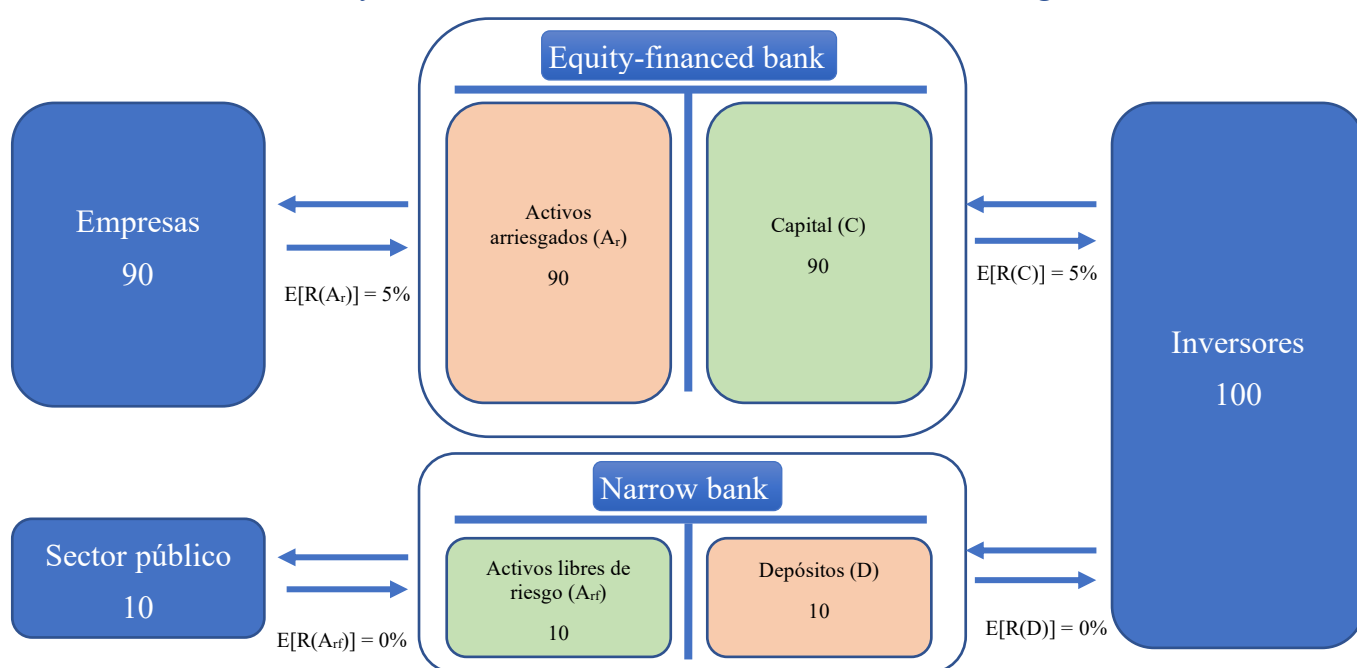 Equity-financed bank
Empresas
90
E[R(Aᵣ)] = 5%
Activos
arriesgados (Aᵣ)
90
Capital (C)
90
E[R(C)] = 5%
Inversores
100
Narrow bank
Sector público
10
E[R(Aᵣf)] = 0%
Activos libres de
riesgo (Aᵣf)
10
Depósitos (D)
10
E[R(D)] = 0%